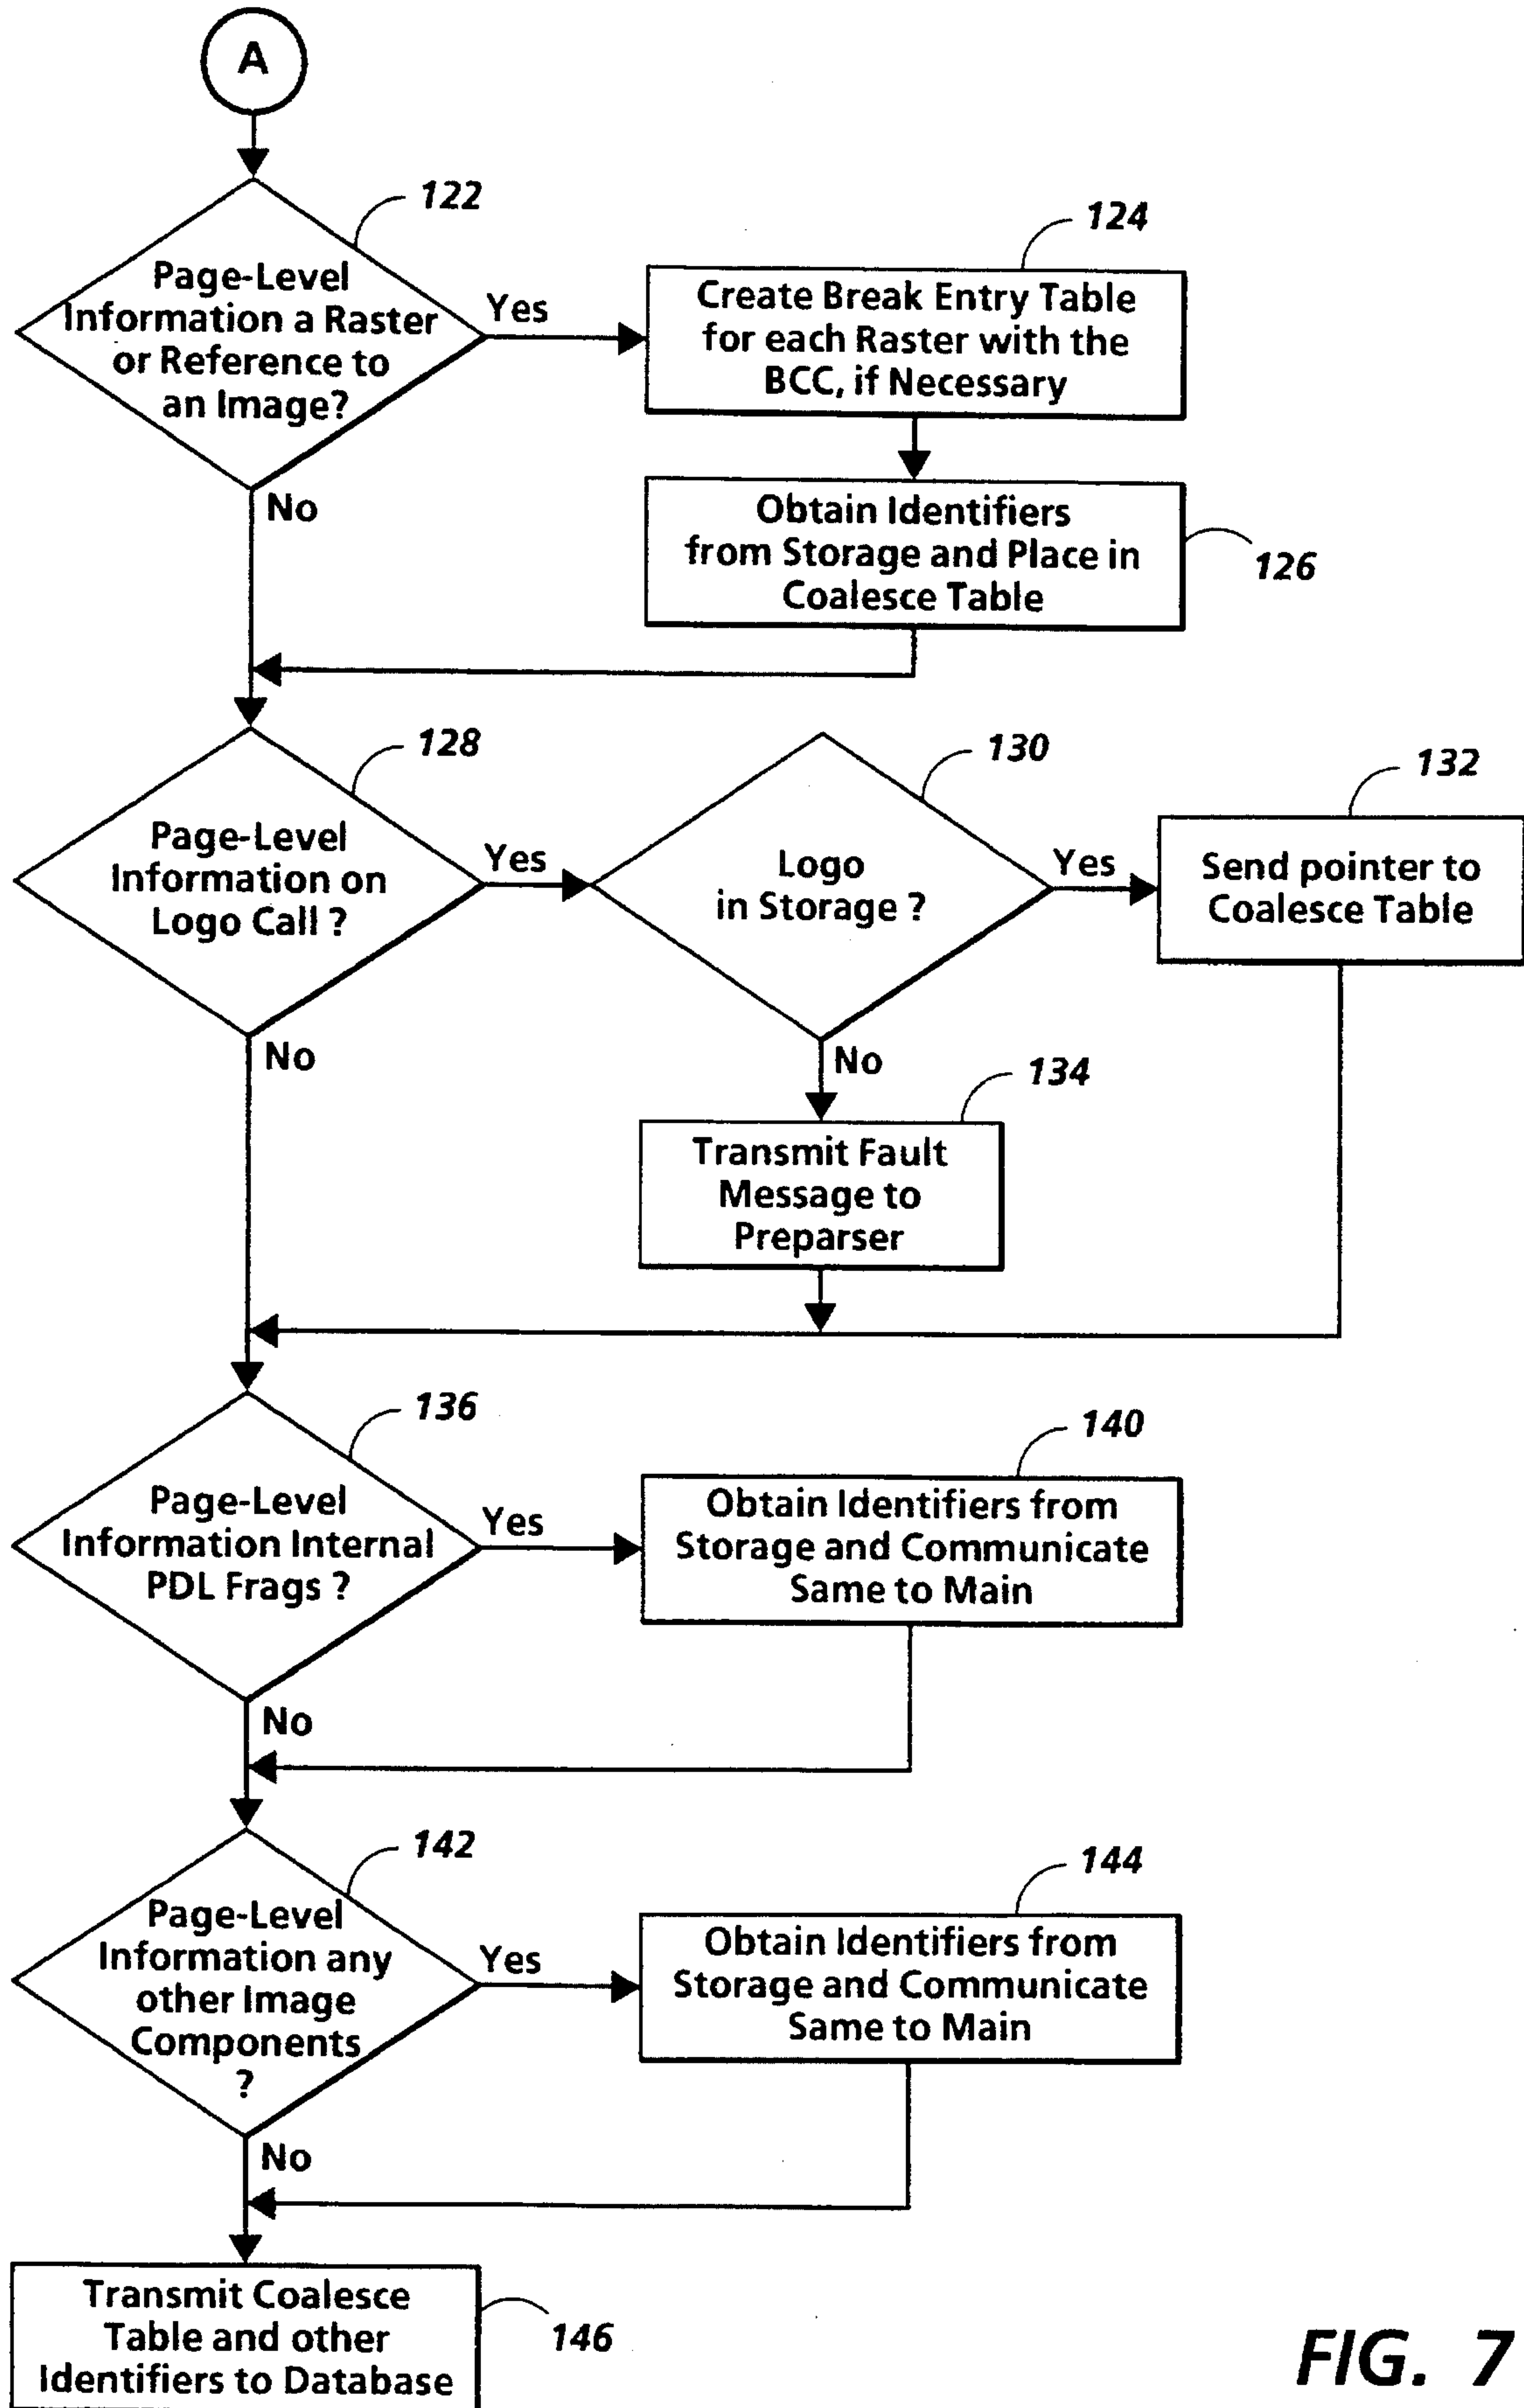 A
122
Page-Level
Information a Raster
or Reference to
an Image?
Yes
No
124
Create Break Entry Table
for each Raster with the
BCC, if Necessary
Obtain Identifiers
from Storage and Place in
Coalesce Table
126
128
Page-Level
Information on
Logo Call ?
Yes
No
130
Logo
in Storage ?
Yes
No
132
Send pointer to
Coalesce Table
134
Transmit Fault
Message to
Preparser
136
Page-Level
Information Internal
PDL Frags ?
Yes
No
140
Obtain Identifiers from
Storage and Communicate
Same to Main
142
Page-Level
Information any
other Image
Components
?
Yes
No
144
Obtain Identifiers from
Storage and Communicate
Same to Main
Transmit Coalesce
Table and other
Identifiers to Database
146
FIG. 7